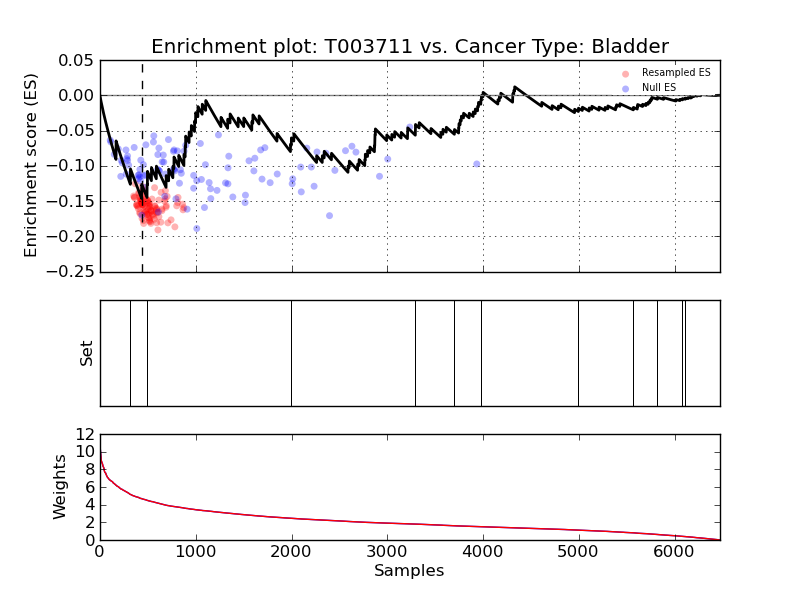 Enrichment plot: T003711 vs. Cancer Type: Bladder
Enrichment score (ES)
0.05
0.00
−0.05
−0.10
−0.15
−0.20
−0.25
Resampled ES
Null ES
Set
Weights
12
10
8
6
4
2
0
0 1000 2000 3000 4000 5000 6000
Samples